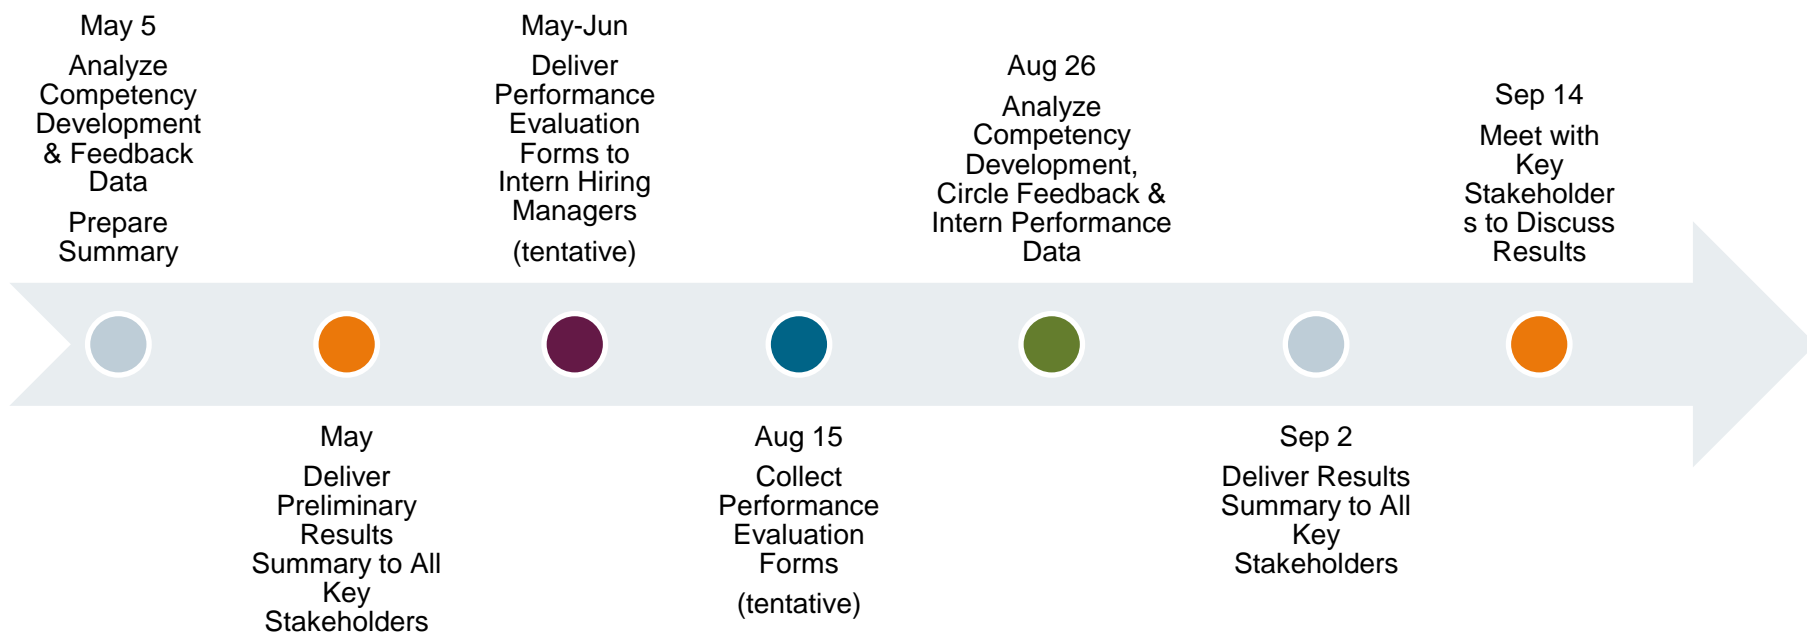 May 5
Analyze
Competency
Development
& Feedback
Data
Prepare
Summary
May
Deliver
Preliminary
Results
Summary to All
Key
Stakeholders
May-Jun
Deliver
Performance
Evaluation
Forms to
Intern Hiring
Managers
(tentative)
Aug 15
Collect
Performance
Evaluation
Forms
(tentative)
Aug 26
Analyze
Competency
Development,
Circle Feedback &
Intern Performance
Data
Sep 2
Deliver Results
Summary to All
Key
Stakeholders
Sep 14
Meet with
Key
Stakeholder
s to Discuss
Results